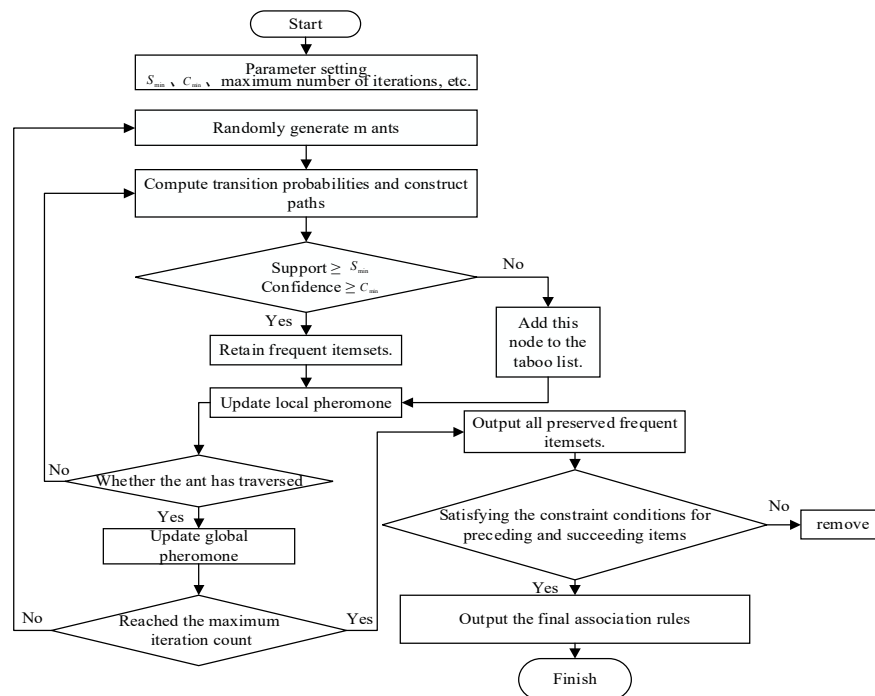 Start
Parameter setting
Smin 、 Cmin 、 maximum number of iterations, etc.
Randomly generate m ants
Compute transition probabilities and construct
paths
Support ≥ Smin
Confidence ≥ Cmin
No
Yes
Add this
node to the
taboo list.
Retain frequent itemsets.
Update local pheromone
Output all preserved frequent
itemsets.
No
Whether the ant has traversed
Yes
Satisfying the constraint conditions for
preceding and succeeding items
No
remove
Update global
pheromone
Yes
No
Reached the maximum
iteration count
Yes
Output the final association rules
Finish